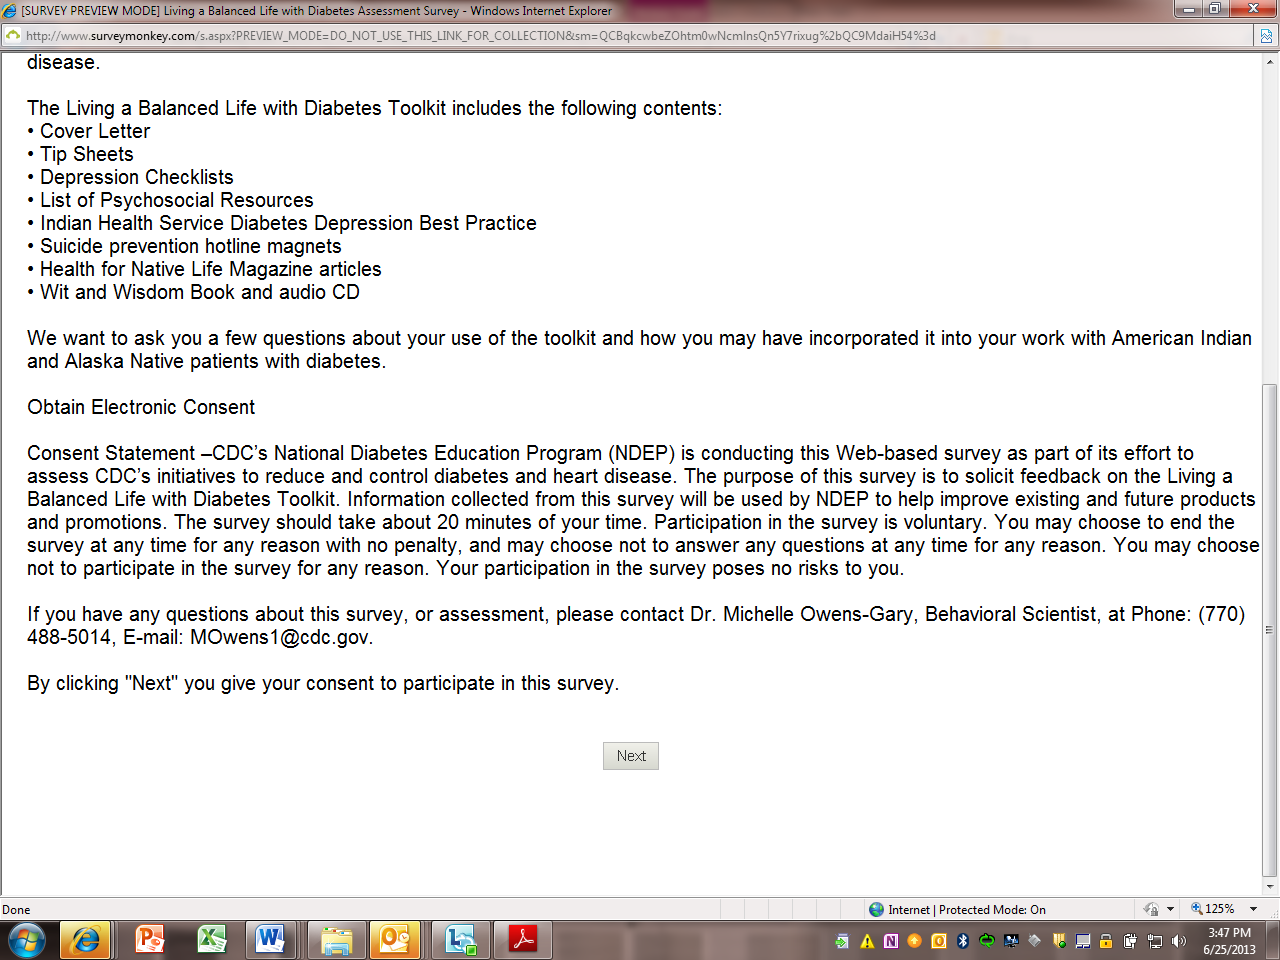 [SURVEY PREVIEW MODE] Living a Balanced Life with Diabetes Assessment Survey - Windows Internet Explorer
http://www.surveymonkey.com/s.aspx?PREVIEW_MODE=DO_NOT_USE_THIS_LINK_FOR_COLLECTION&sm=QCBqkcwbeZOhtm0wNcmInsQn5Y7rixug%2bQC9MdaiH54%3d
disease.
The Living a Balanced Life with Diabetes Toolkit includes the following contents:
• Cover Letter
• Tip Sheets
• Depression Checklists
• List of Psychosocial Resources
• Indian Health Service Diabetes Depression Best Practice
• Suicide prevention hotline magnets
• Health for Native Life Magazine articles
• Wit and Wisdom Book and audio CD
We want to ask you a few questions about your use of the toolkit and how you may have incorporated it into your work with American Indian
and Alaska Native patients with diabetes.
Obtain Electronic Consent
Consent Statement –CDC’s National Diabetes Education Program (NDEP) is conducting this Web-based survey as part of its effort to
assess CDC’s initiatives to reduce and control diabetes and heart disease. The purpose of this survey is to solicit feedback on the Living a
Balanced Life with Diabetes Toolkit. Information collected from this survey will be used by NDEP to help improve existing and future products
and promotions. The survey should take about 20 minutes of your time. Participation in the survey is voluntary. You may choose to end the
survey at any time for any reason with no penalty, and may choose not to answer any questions at any time for any reason. You may choose
not to participate in the survey for any reason. Your participation in the survey poses no risks to you.
If you have any questions about this survey, or assessment, please contact Dr. Michelle Owens-Gary, Behavioral Scientist, at Phone: (770)
488-5014, E-mail: MOwens1@cdc.gov.
By clicking "Next" you give your consent to participate in this survey.
Next
Done
Internet | Protected Mode: On
125%
3:47 PM
6/25/2013